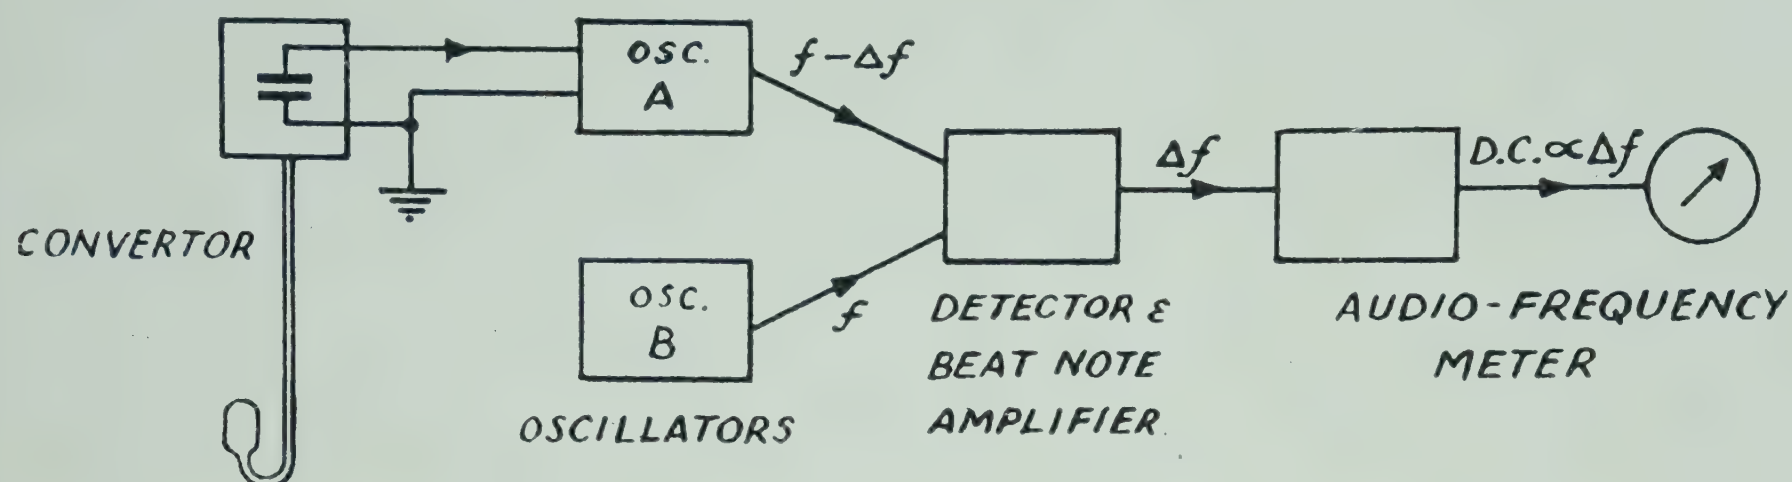 CONVERTOR
OSC.
A
f-Δf
OSC.
B
f
OSCILLATORS
Δf
DETECTOR ε
BEAT NOTE
AMPLIFIER.
D.C.∝Δf
AUDIO-FREQUENCY
METER